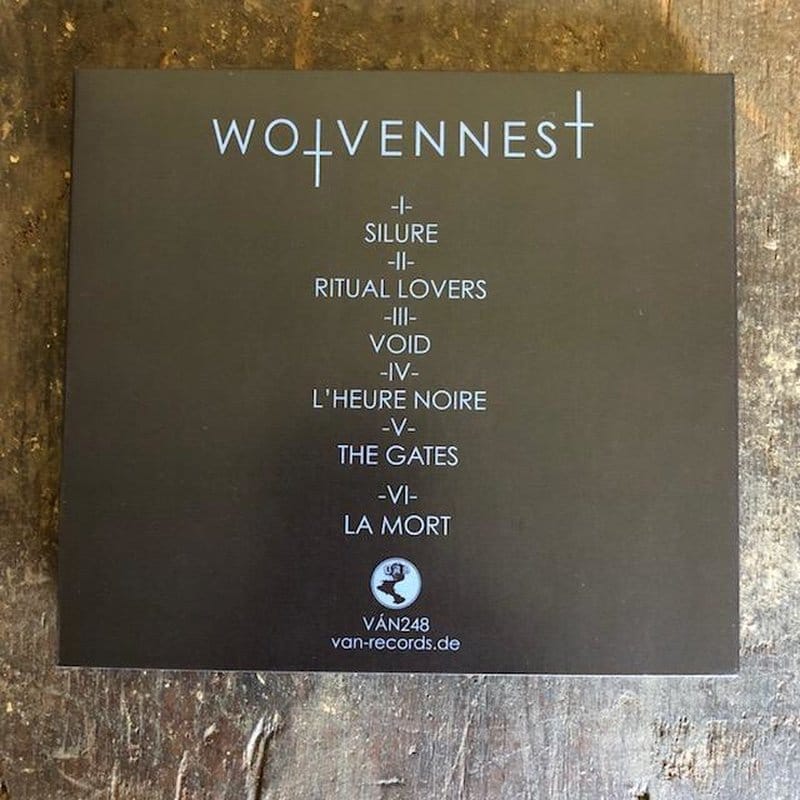 WOLVENNEST
-I-
SILURE
-II-
RITUAL LOVERS
-III-
VOID
-IV-
L'HEURE NOIRE
-V-
THE GATES
-VI-
LA MORT
VÁN248
van-records.de